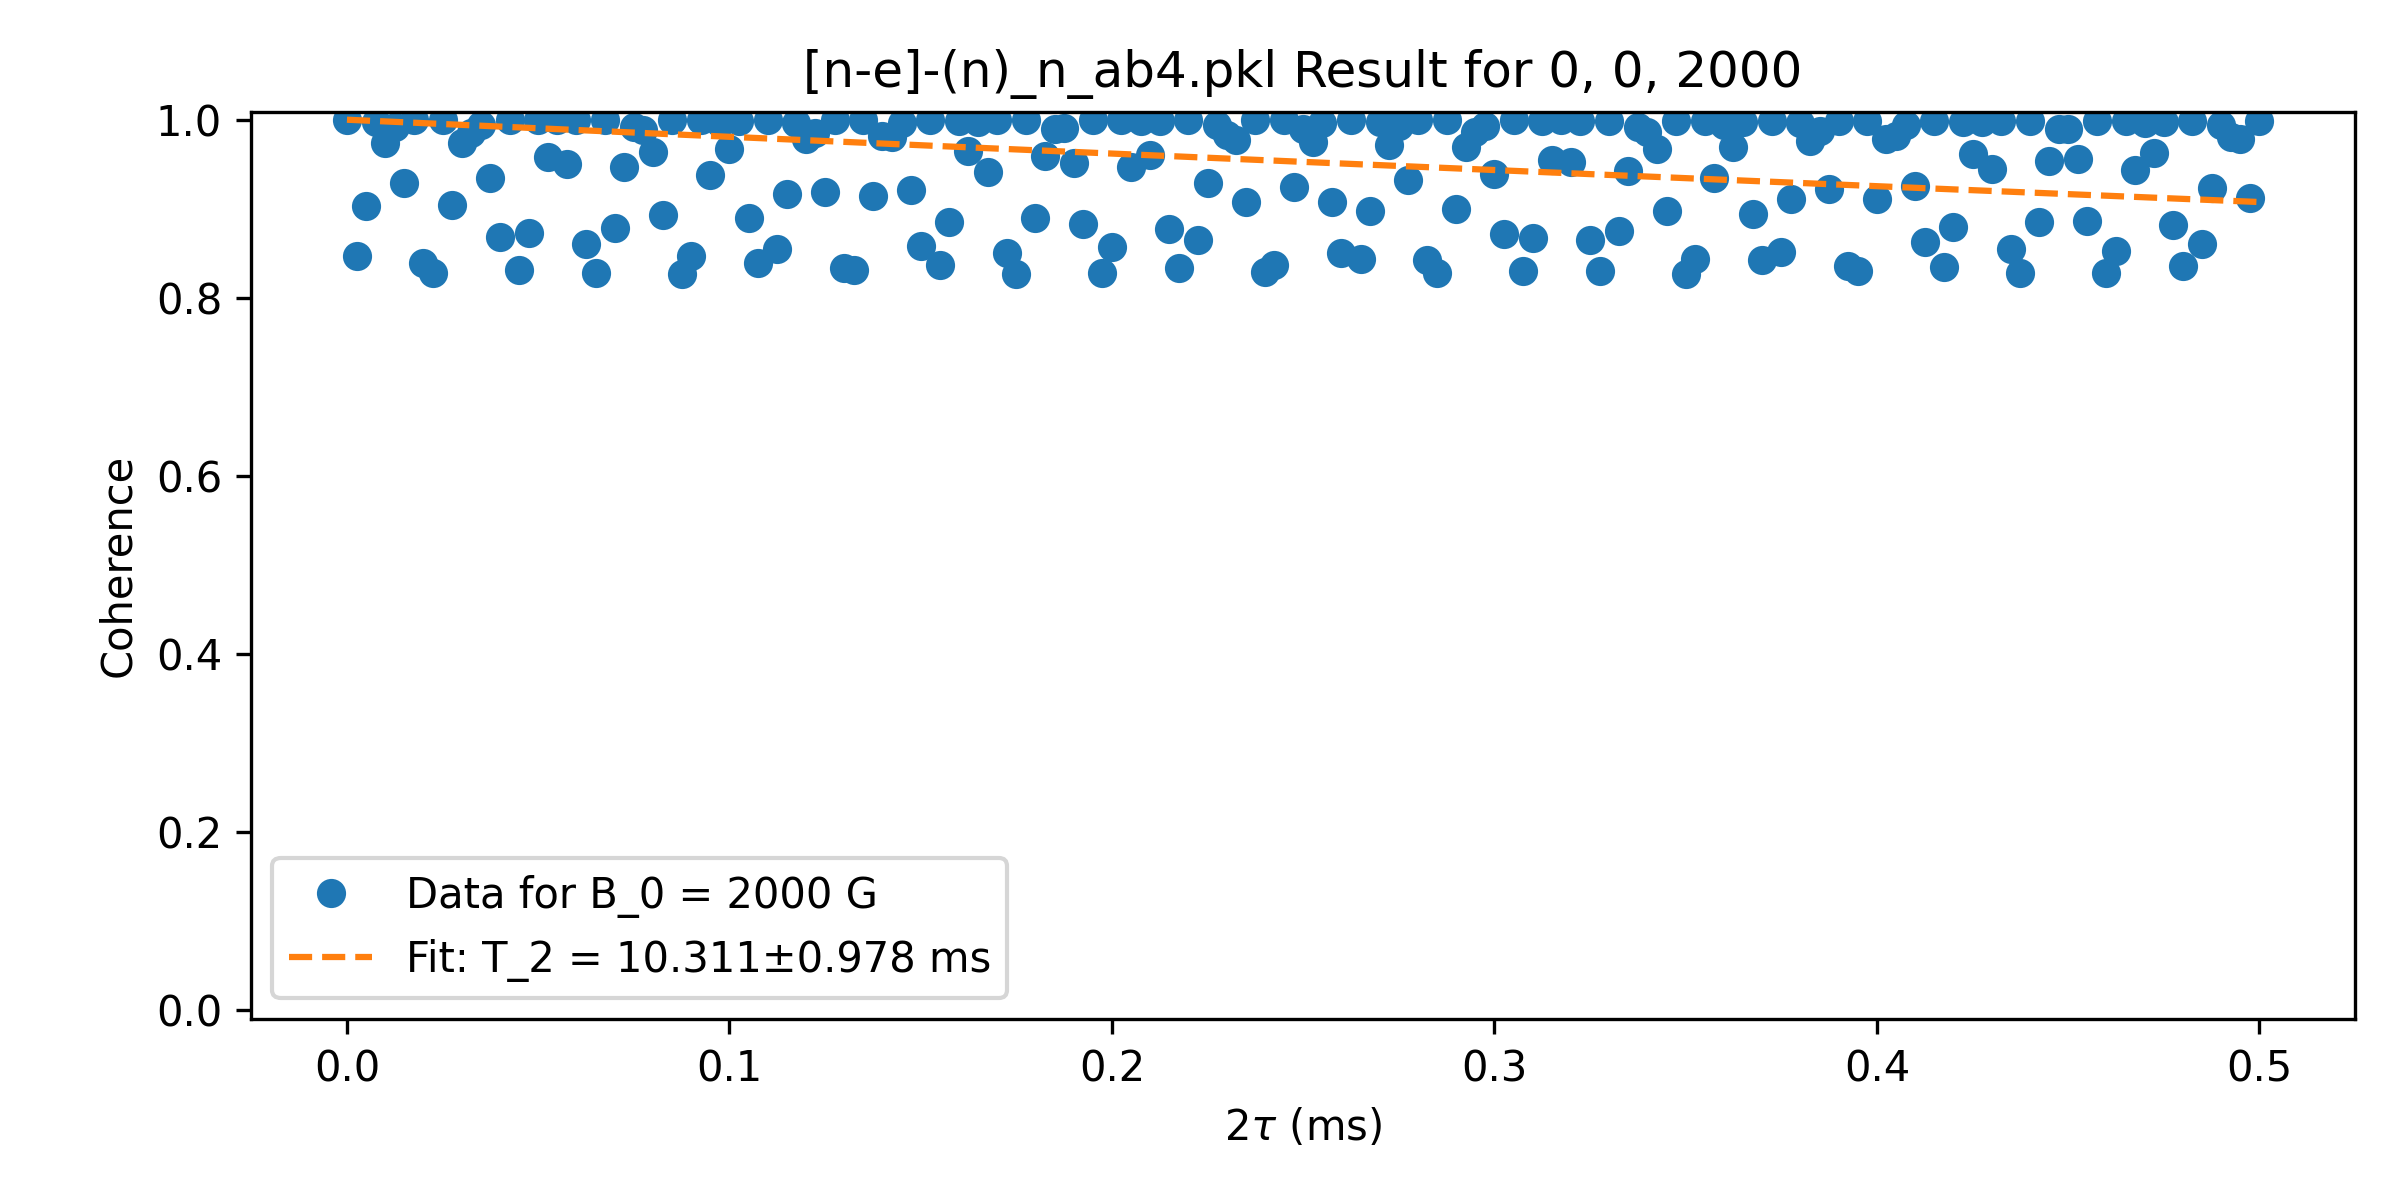 [n-e]-(n)_n_ab4.pkl Result for 0, 0, 2000
1.0
0.8
0.6
0.4
0.2
0.0
Coherence
Data for B_0 = 2000 G
Fit: T_2 = 10.311±0.978 ms
0.0 0.1 0.2 0.3 0.4 0.5
2τ (ms)